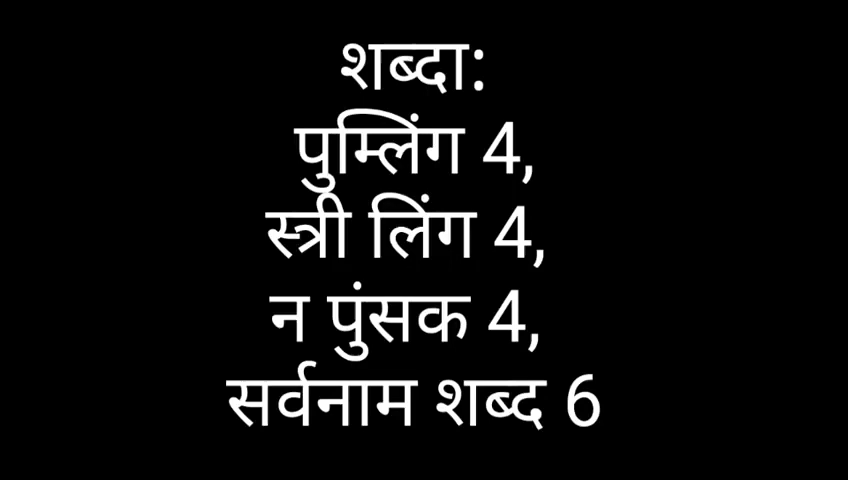 शब्दा:
पुम्लिंग 4,
स्त्री लिंग 4,
न पुंसक 4,
सर्वनाम शब्द 6